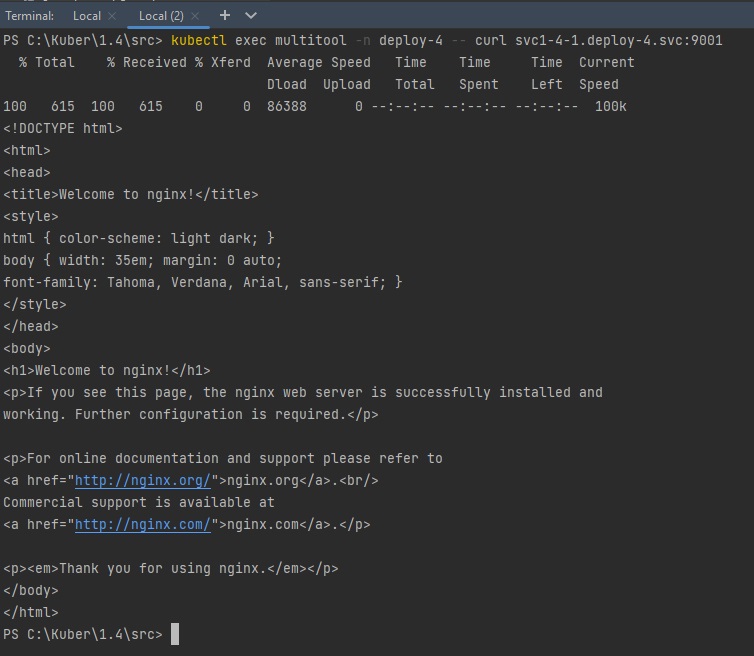 Terminal: Local × Local (2) × +
PS C:\Kuber\1.4\src> kubectl exec multitool -n deploy-4 -- curl svc1-4-1.deploy-4.svc:9001
  % Total    % Received % Xferd  Average Speed   Time    Time     Time  Current
                                 Dload  Upload   Total   Spent    Left  Speed
100   615  100   615    0     0  86388      0 --:--:-- --:--:-- --:--:--  100k
<!DOCTYPE html>
<html>
<head>
<title>Welcome to nginx!</title>
<style>
html { color-scheme: light dark; }
body { width: 35em; margin: 0 auto;
font-family: Tahoma, Verdana, Arial, sans-serif; }
</style>
</head>
<body>
<h1>Welcome to nginx!</h1>
<p>If you see this page, the nginx web server is successfully installed and
working. Further configuration is required.</p>

<p>For online documentation and support please refer to
<a href="http://nginx.org/">nginx.org</a>.<br/>
Commercial support is available at
<a href="http://nginx.com/">nginx.com</a>.</p>

<p><em>Thank you for using nginx.</em></p>
</body>
</html>
PS C:\Kuber\1.4\src>